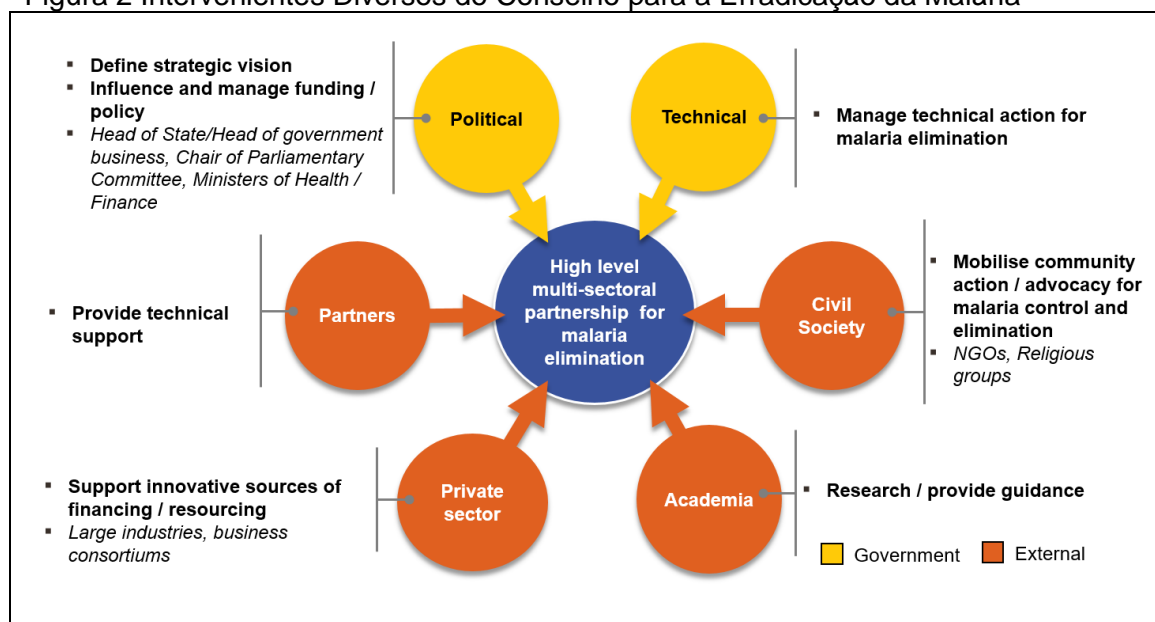 Figura 2 Intervenientes Diversos do Conselho para a Erradicação da Malária
▪ Define strategic vision
▪ Influence and manage funding /
policy
▪ Head of State/Head of government
business, Chair of Parliamentary
Committee, Ministers of Health /
Finance
Political
Technical
▪ Manage technical action for
malaria elimination
▪ Provide technical
support
Partners
High level
multi-sectoral
partnership for
malaria
elimination
Civil
Society
▪ Mobilise community
action / advocacy for
malaria control and
elimination
▪ NGOs, Religious
groups
▪ Support innovative sources of
financing / resourcing
▪ Large industries, business
consortiums
Private
sector
Academia
▪ Research / provide guidance
Government
External